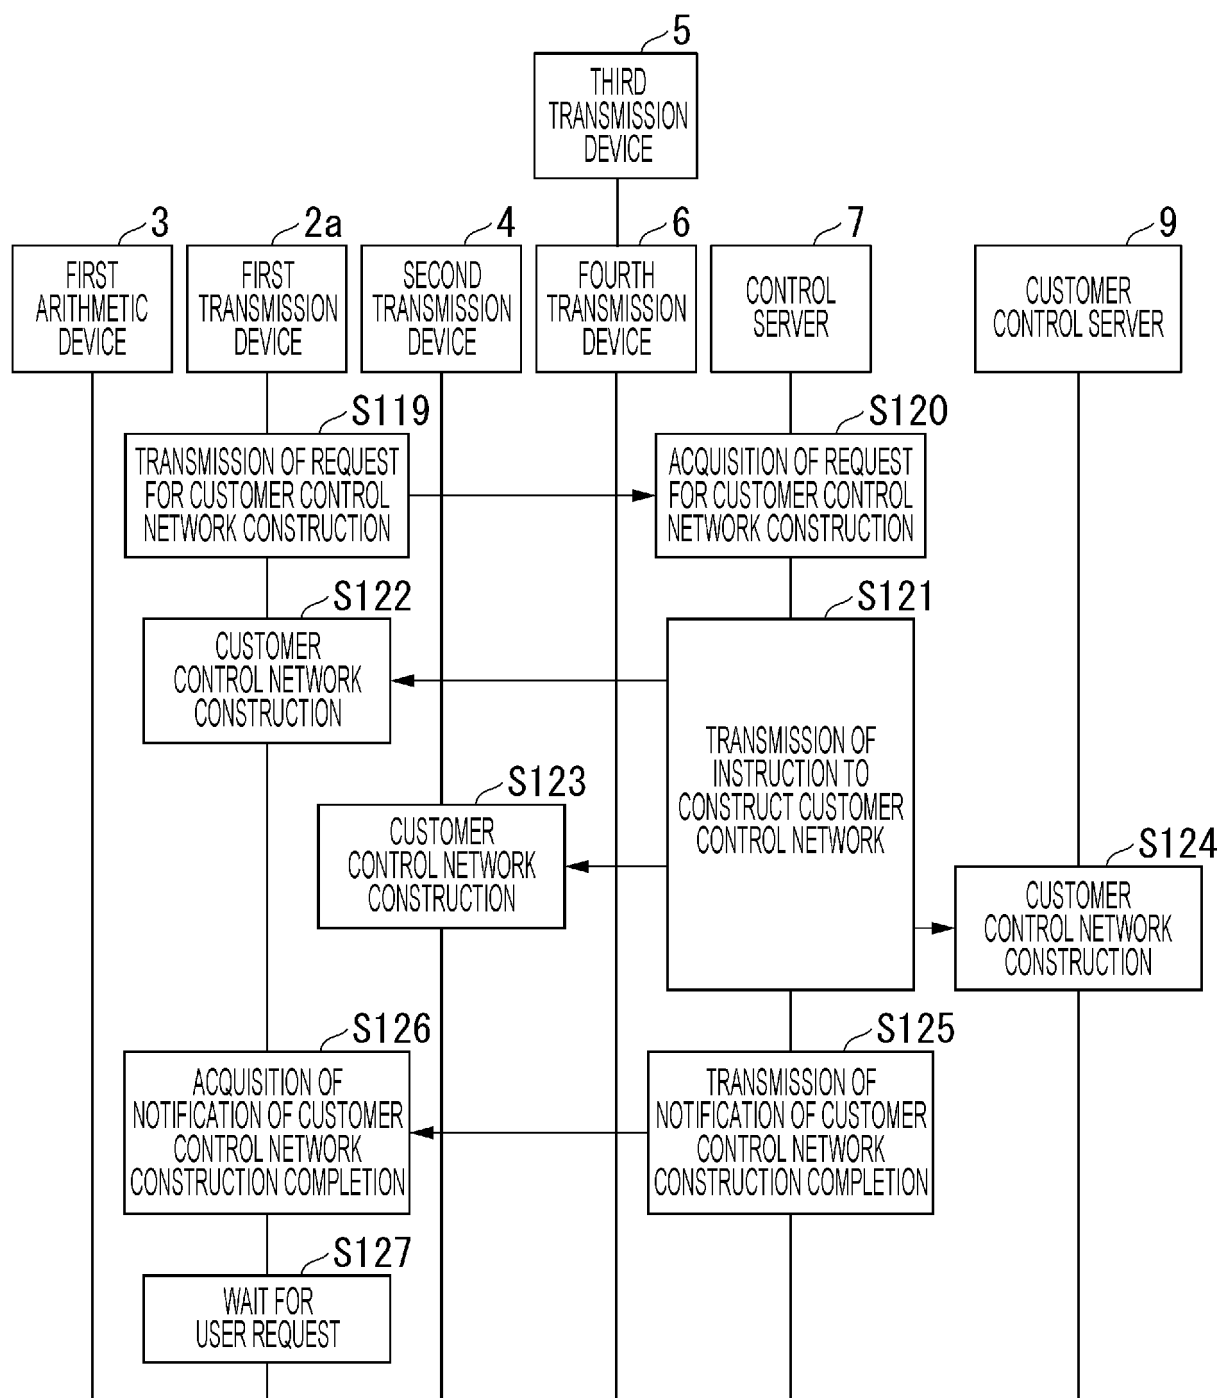 5
THIRD
TRANSMISSION
DEVICE
3
2a
4
6
7
9
FIRST
ARITHMETIC
DEVICE
FIRST
TRANSMISSION
DEVICE
SECOND
TRANSMISSION
DEVICE
FOURTH
TRANSMISSION
DEVICE
CONTROL
SERVER
CUSTOMER
CONTROL SERVER
S119
TRANSMISSION OF REQUEST
FOR CUSTOMER CONTROL
NETWORK CONSTRUCTION
S120
ACQUISITION OF REQUEST
FOR CUSTOMER CONTROL
NETWORK CONSTRUCTION
S122
CUSTOMER
CONTROL NETWORK
CONSTRUCTION
S121
TRANSMISSION OF
INSTRUCTION TO
CONSTRUCT CUSTOMER
CONTROL NETWORK
S123
CUSTOMER
CONTROL NETWORK
CONSTRUCTION
S124
CUSTOMER
CONTROL NETWORK
CONSTRUCTION
S126
ACQUISITION OF
NOTIFICATION OF CUSTOMER
CONTROL NETWORK
CONSTRUCTION COMPLETION
S125
TRANSMISSION OF
NOTIFICATION OF CUSTOMER
CONTROL NETWORK
CONSTRUCTION COMPLETION
S127
WAIT FOR
USER REQUEST